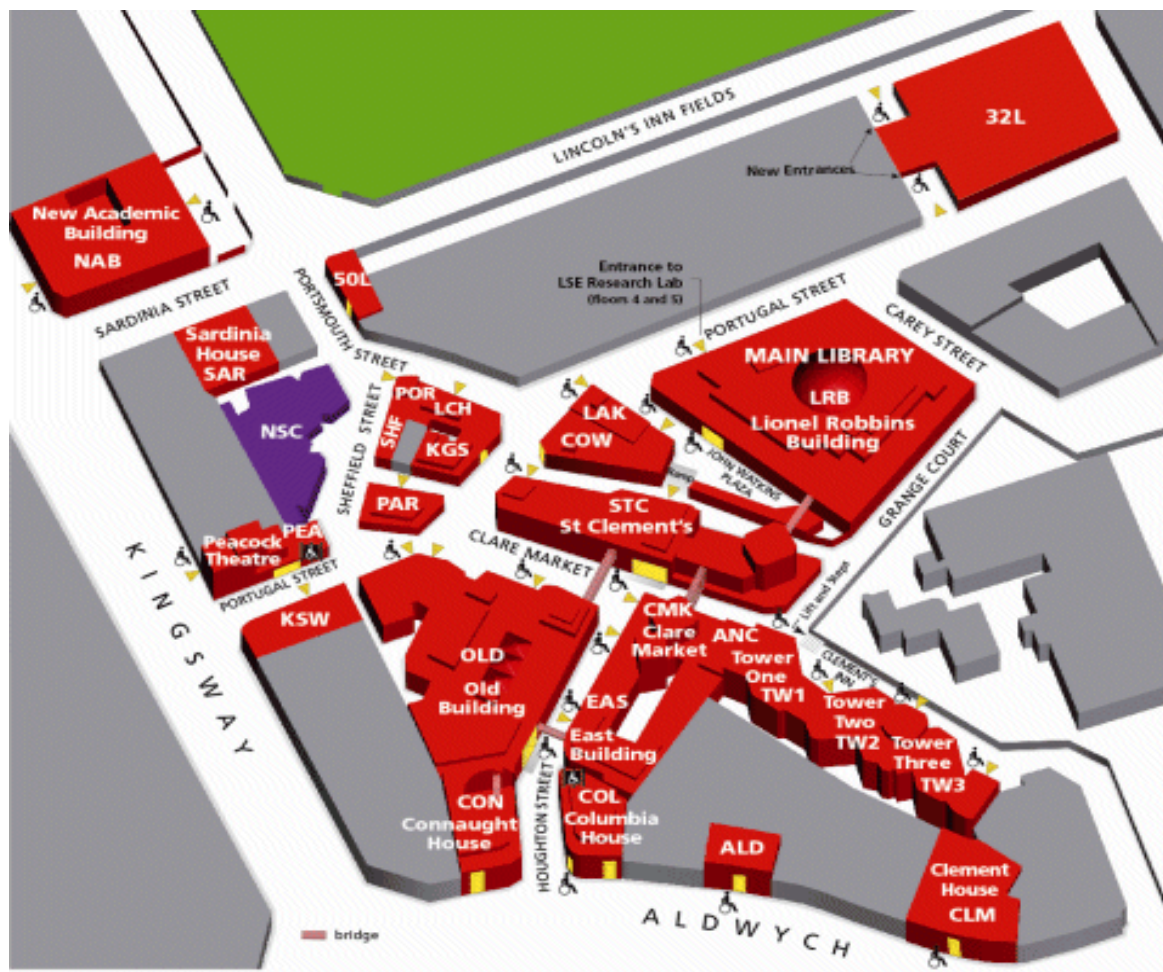 LINCOLN'S INN FIELDS
32L
New Entrances
New Academic
Building
NAB
50L
Entrance to
LSE Research Lab
(floors 4 and 5)
SARDINIA STREET
PORTSMOUTH STREET
PORTUGAL STREET
CAREY STREET
Sardinia
House
SAR
MAIN LIBRARY
LRB
Lionel Robbins
Building
NSC
POR
LCH
SHF
KGS
SHEFFIELD STREET
LAK
COW
Ramp
JOHN WATKINS
PLAZA
GRANGE COURT
PAR
STC
St Clement's
CLARE MARKET
PEA
Peacock
Theatre
PORTUGAL STREET
KINGSWAY
KSW
Lift and Steps
CMK
Clare
Market
ANC
Tower
One
TW1
CLEMENT'S
INN
OLD
Old
Building
EAS
East
Building
Tower
Two
TW2
Tower
Three
TW3
HOUGHTON STREET
CON
Connaught
House
COL
Columbia
House
ALD
Clement
House
CLM
ALDWYCH
bridge